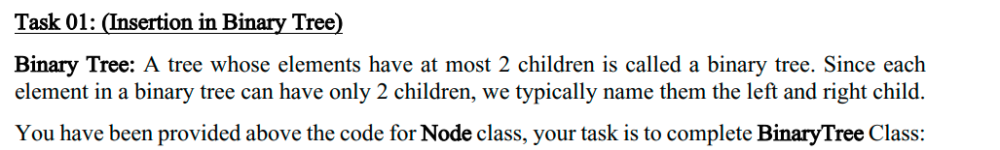 Task 01: (Insertion in Binary Tree)
Binary Tree: A tree whose elements have at most 2 children is called a binary tree. Since each
element in a binary tree can have only 2 children, we typically name them the left and right child.
You have been provided above the code for Node class, your task is to complete BinaryTree Class: